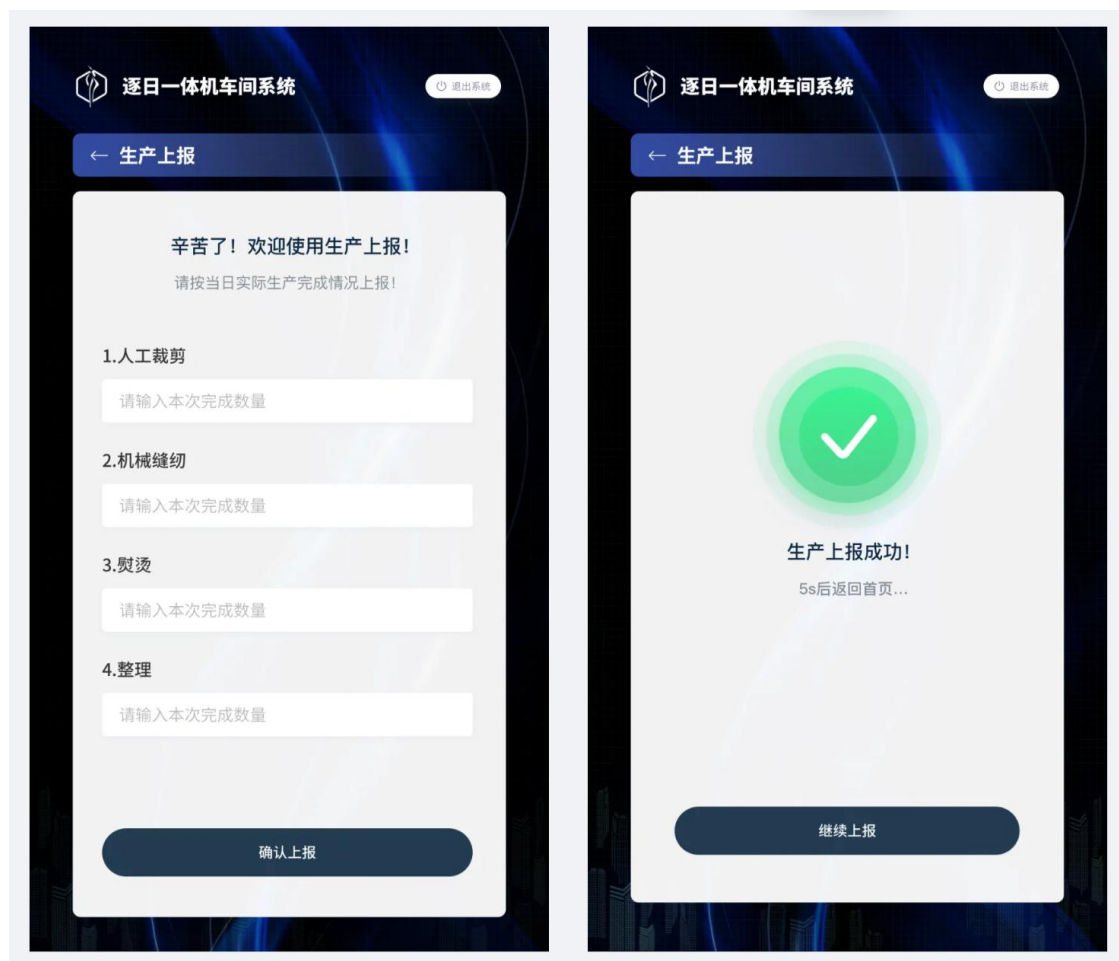 逐日一体机车间系统
退出系统
← 生产上报
辛苦了！欢迎使用生产上报！
请按当日实际生产完成情况上报！
1.人工裁剪
请输入本次完成数量
2.机械缝纫
请输入本次完成数量
3.熨烫
请输入本次完成数量
4.整理
请输入本次完成数量
确认上报
逐日一体机车间系统
退出系统
← 生产上报
生产上报成功！
5s后返回首页...
继续上报